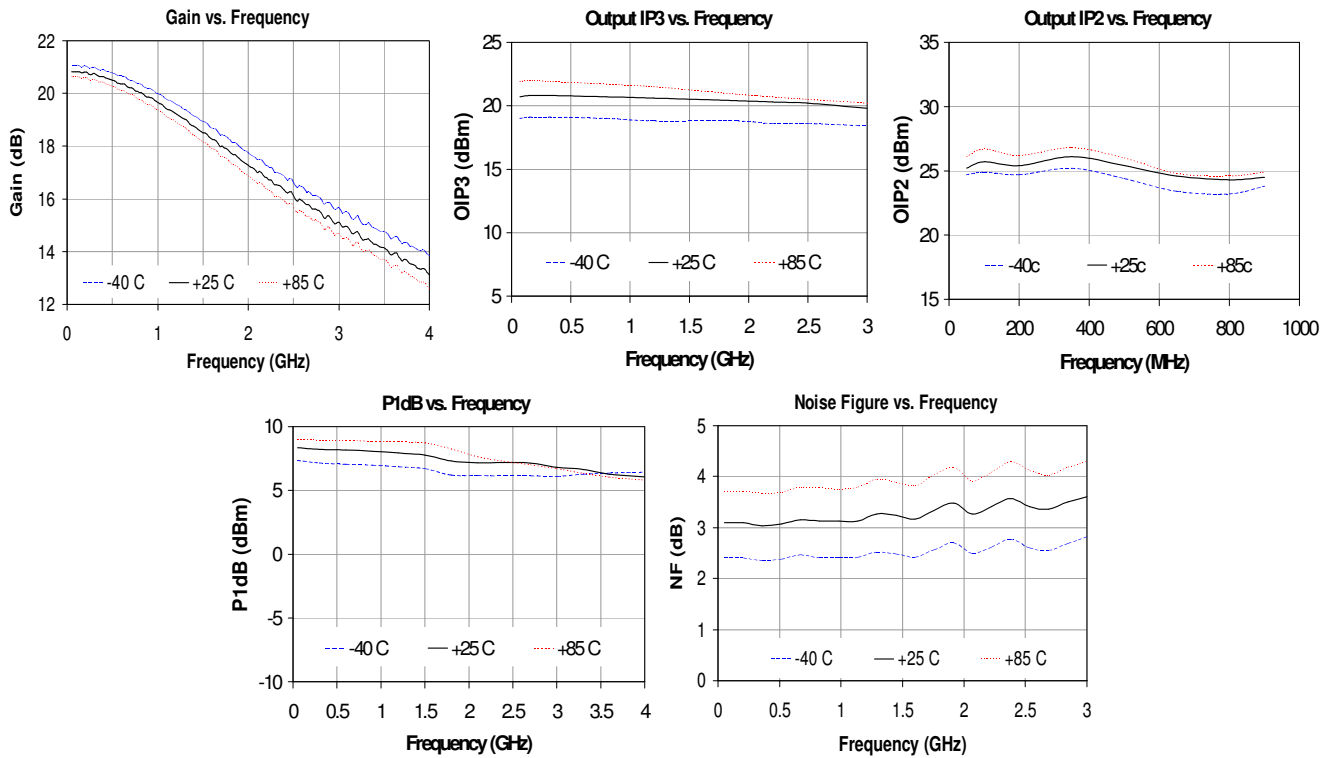 Gain vs. Frequency
22
20
18
16
14
12
Gain (dB)
-40 C
+25 C
+85 C
0
1
2
3
4
Frequency (GHz)
Output IP3 vs. Frequency
25
20
15
10
5
OIP3 (dBm)
-40 C
+25 C
+85 C
0
0.5
1
1.5
2
2.5
3
Frequency (GHz)
Output IP2 vs. Frequency
35
30
25
20
15
OIP2 (dBm)
-40c
+25c
+85c
0
200
400
600
800
1000
Frequency (MHz)
P1dB vs. Frequency
10
5
0
-5
-10
P1dB (dBm)
-40 C
+25 C
+85 C
0
0.5
1
1.5
2
2.5
3
3.5
4
Frequency (GHz)
Noise Figure vs. Frequency
5
4
3
2
1
0
NF (dB)
-40 C
+25 C
+85 C
0
0.5
1
1.5
2
2.5
3
Frequency (GHz)